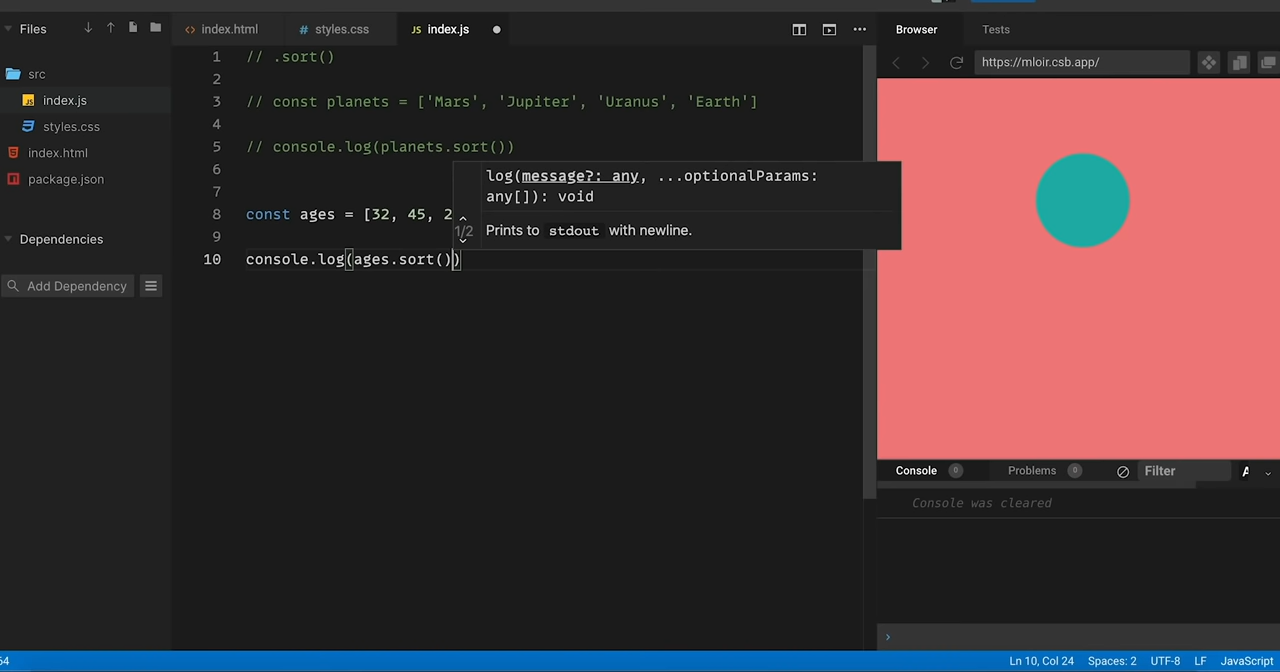 Files
index.html
styles.css
index.js
Browser
Tests
https://mloir.csb.app/
src
index.js
styles.css
index.html
package.json
Dependencies
Add Dependency
1 // .sort()
2
3 // const planets = ['Mars', 'Jupiter', 'Uranus', 'Earth']
4
5 // console.log(planets.sort())
6
7
8 const ages = [32, 45, 2
9
10 console.log(ages.sort())
log(message?: any, ...optionalParams:
any[]): void
1/2
Prints to stdout with newline.
Console 0
Problems 0
Filter
Console was cleared
64
Ln 10, Col 24
Spaces: 2
UTF-8
LF
JavaScript